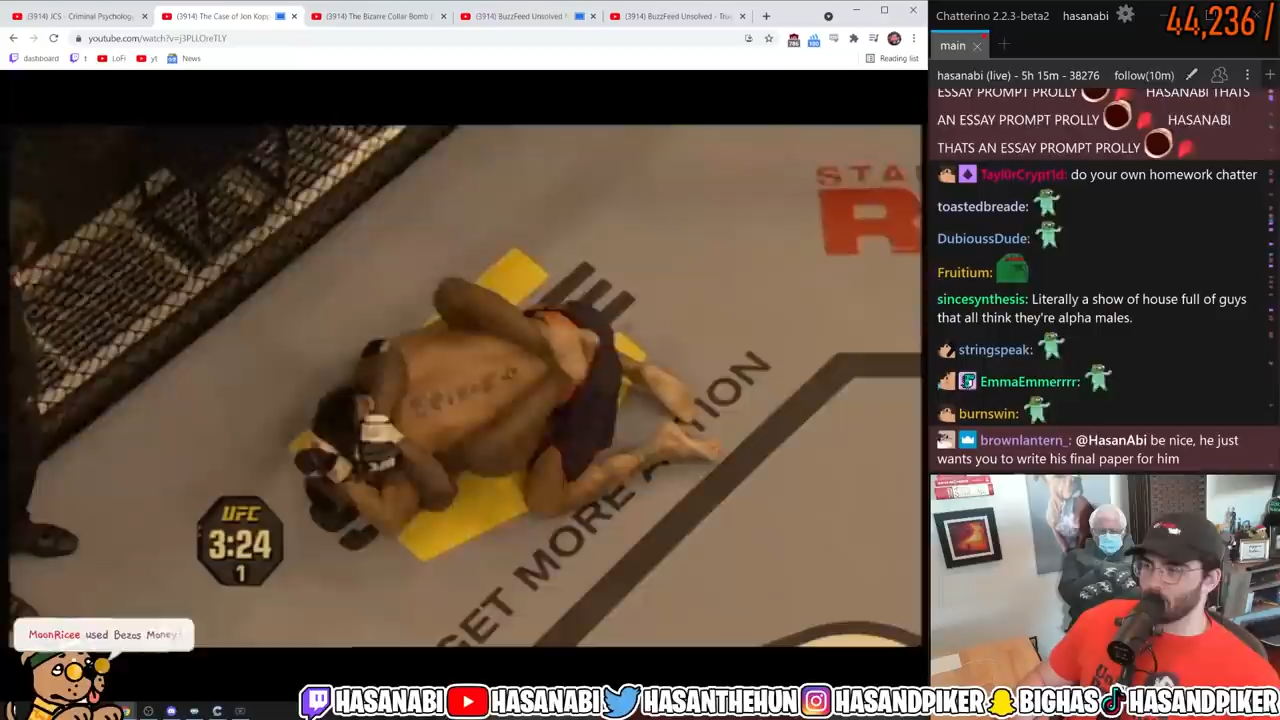 (3914) JCS - Criminal Psychology
(3914) The Case of Jon Kopp
(3914) The Bizarre Collar Bomb
(3914) BuzzFeed Unsolved
(3914) BuzzFeed Unsolved - Tru
youtube.com/watch?v=j3PLLOreTLY
dashboard
t
LoFi
yt
News
Reading list
Chatterino 2.2.3-beta2
hasanabi
44,236 /
main
hasanabi (live) - 5h 15m - 38276
follow(10m)
ESSAY PROMPT PROLLY HASANABI THATS
AN ESSAY PROMPT PROLLY HASANABI
THATS AN ESSAY PROMPT PROLLY
Tayl0rCrypt1d: do your own homework chatter
toastedbreade:
DubioussDude:
Fruitium:
sincesynthesis: Literally a show of house full of guys
that all think they're alpha males.
stringspeak:
EmmaEmmerrrr:
burnswin:
brownlantern_: @HasanAbi be nice, he just
wants you to write his final paper for him
GET MORE
UFC
3:24
1
MoonRicee used Bezos Money!
HASANABI
HASANABI
HASANTHEHUN
HASANDPIKER
BIGHAS
HASANDPIKER